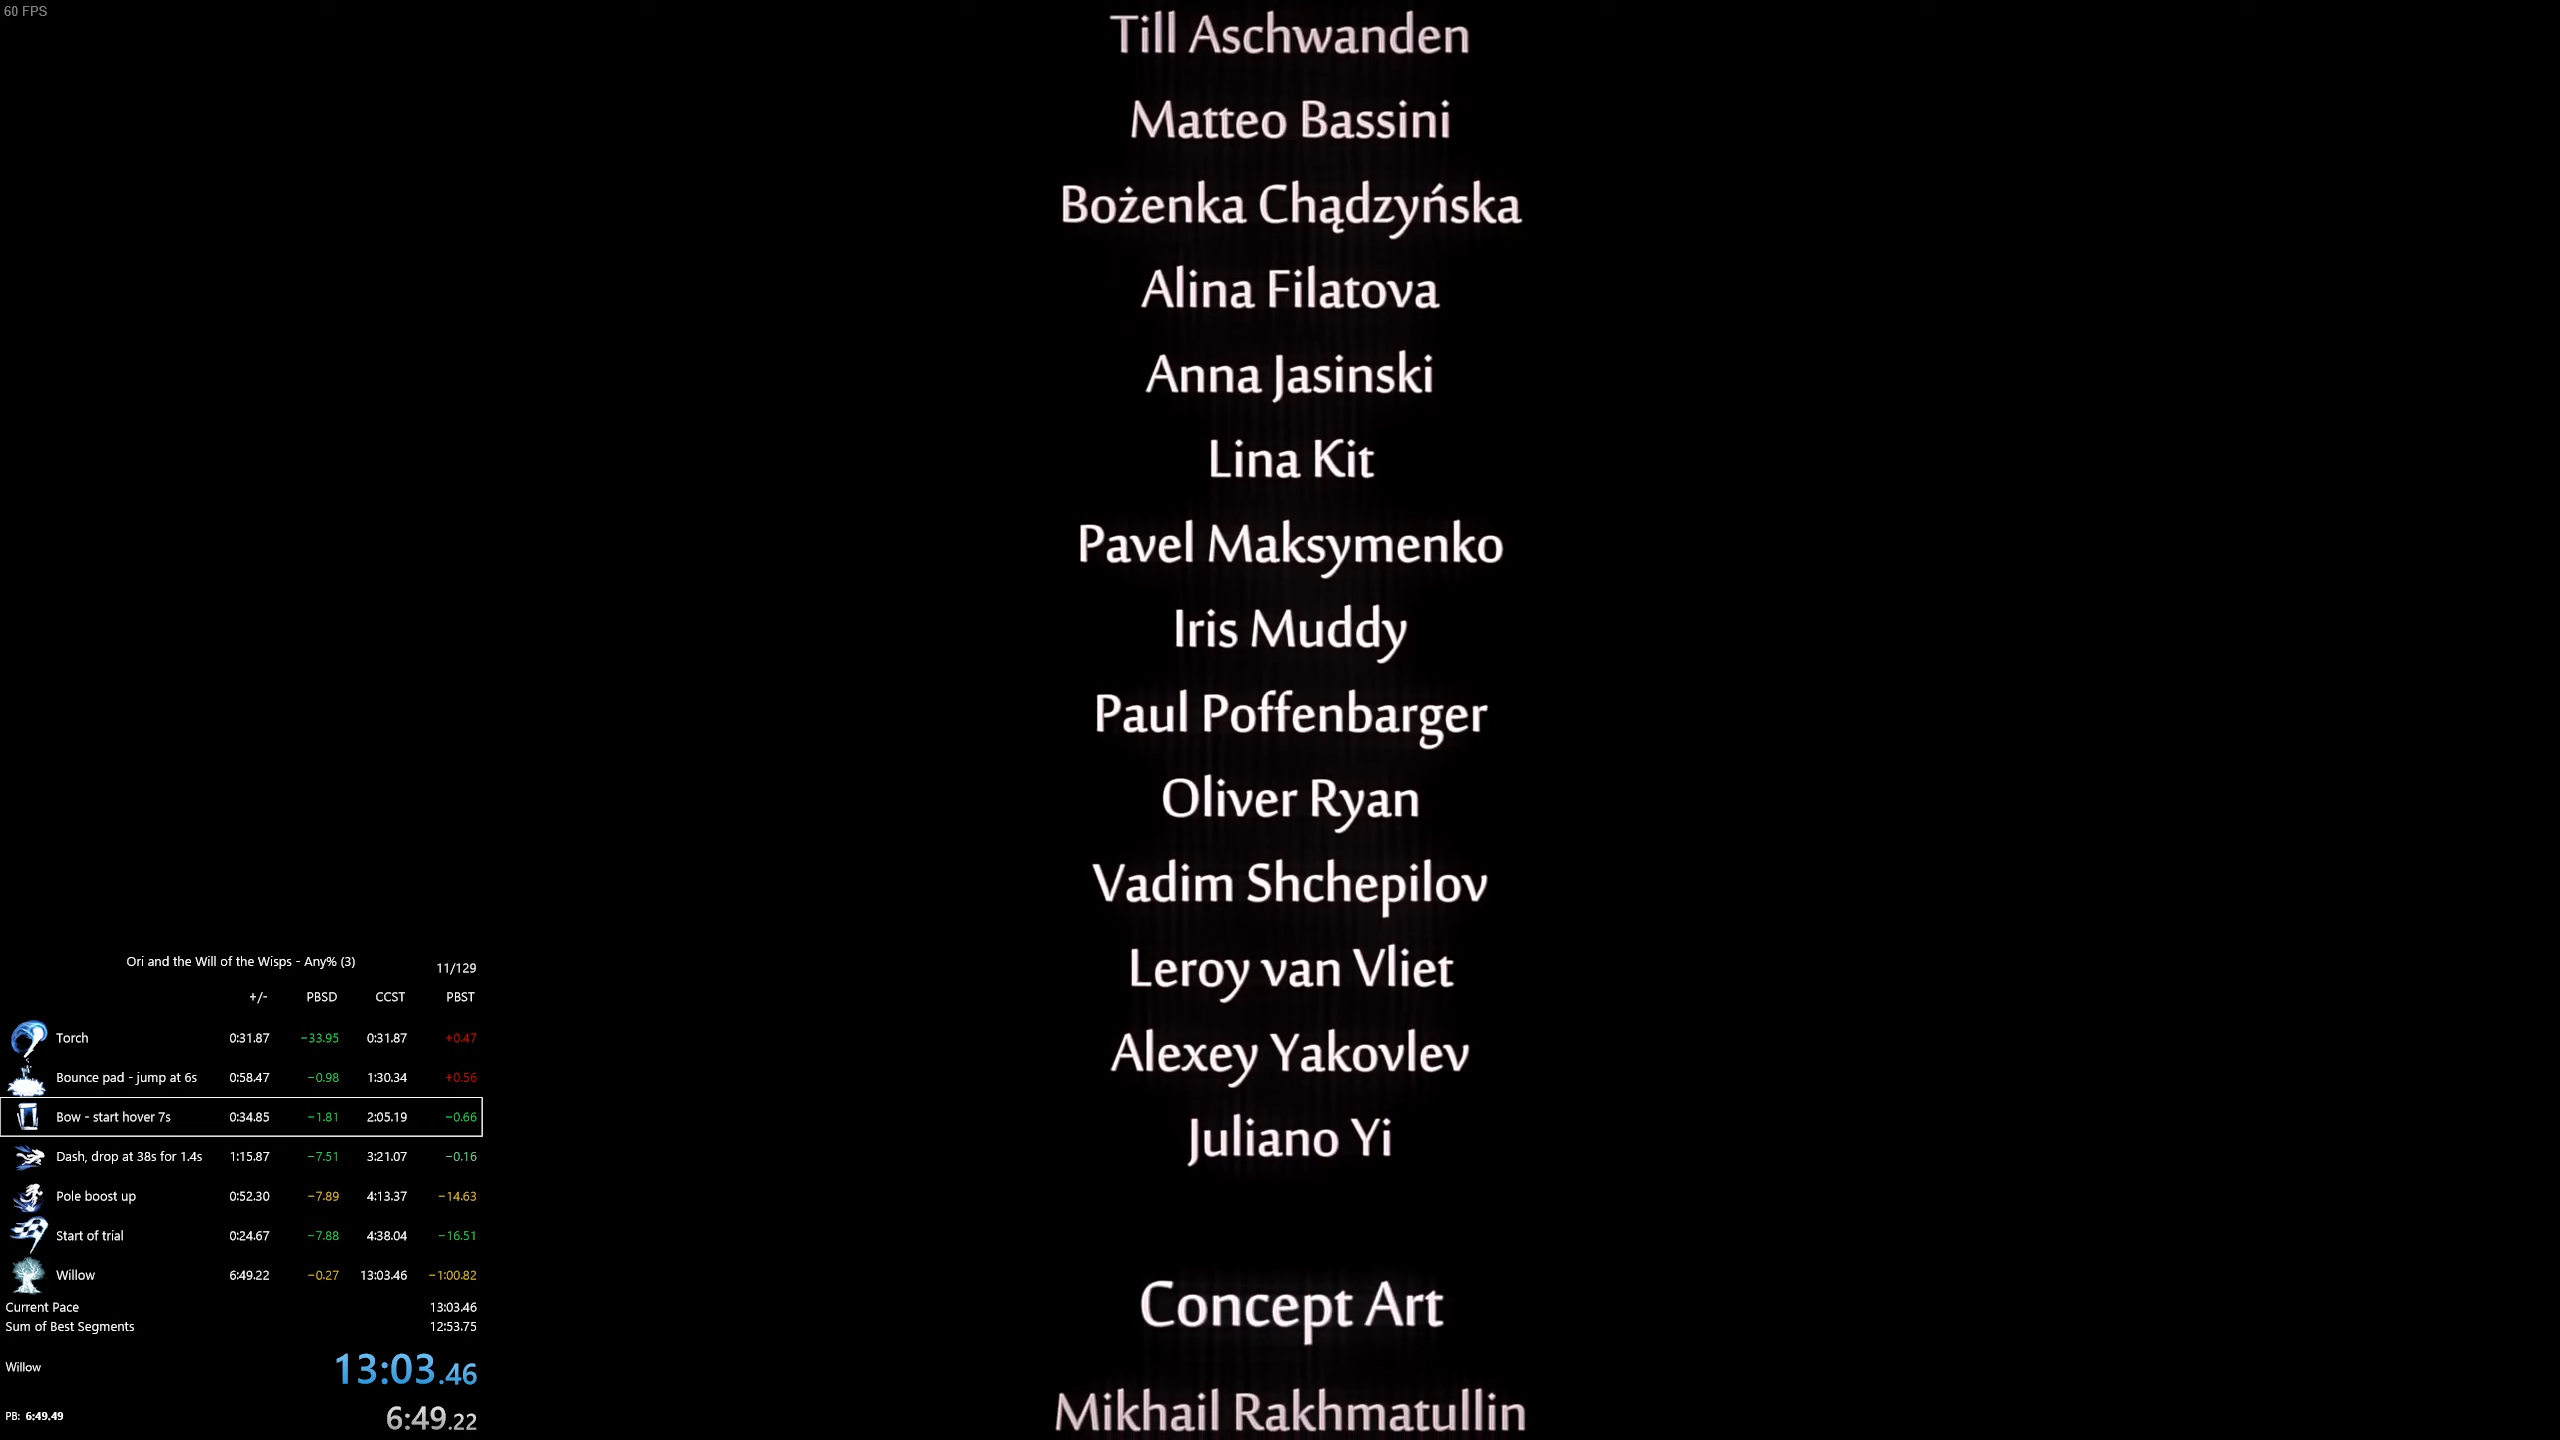 60 FPS
Till Aschwanden
Matteo Bassini
Bożenka Chądzyńska
Alina Filatova
Anna Jasinski
Lina Kit
Pavel Maksymenko
Iris Muddy
Paul Poffenbarger
Oliver Ryan
Vadim Shchepilov
Leroy van Vliet
Alexey Yakovlev
Juliano Yi
Concept Art
Mikhail Rakhmatullin
Ori and the Will of the Wisps - Any% (3)
11/129
+/- PBSD CCST PBST
Torch 0:31.87 −33.95 0:31.87 +0.47
Bounce pad - jump at 6s 0:58.47 −0.98 1:30.34 +0.56
Bow - start hover 7s 0:34.85 −1.81 2:05.19 −0.66
Dash, drop at 38s for 1.4s 1:15.87 −7.51 3:21.07 −0.16
Pole boost up 0:52.30 −7.89 4:13.37 −14.63
Start of trial 0:24.67 −7.88 4:38.04 −16.51
Willow 6:49.22 −0.27 13:03.46 −1:00.82
Current Pace 13:03.46
Sum of Best Segments 12:53.75
Willow 13:03.46
PB: 6:49.49 6:49.22